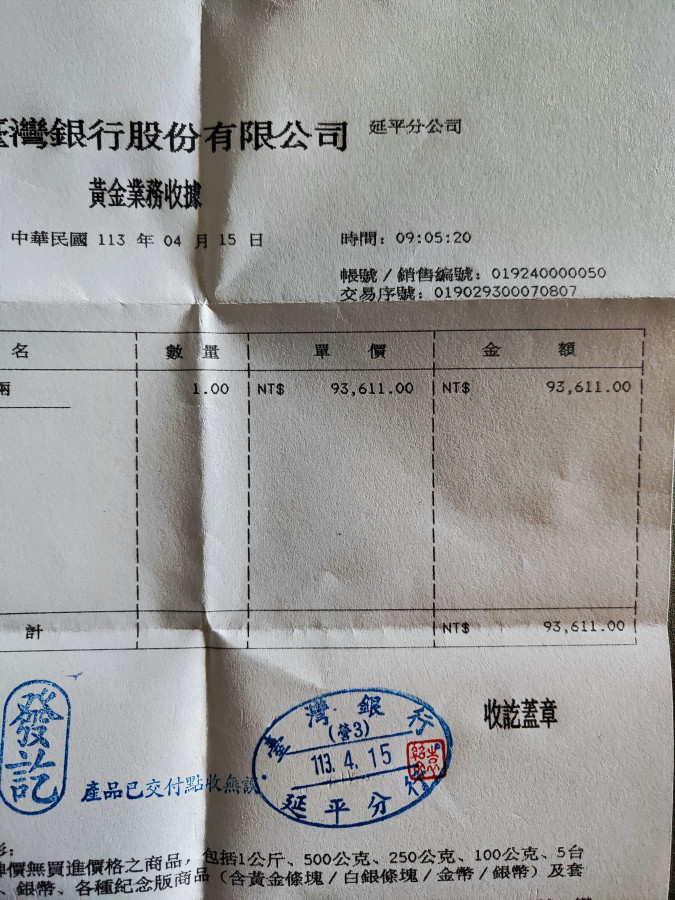 臺灣銀行股份有限公司 延平分公司
黃金業務收據
中華民國 113 年 04 月 15 日 時間：09:05:20
帳號／銷售編號：019240000050
交易序號：019029300070807
名 數 量 單 價 金 額
兩 1.00 NT$ 93,611.00 NT$ 93,611.00
計 NT$ 93,611.00
收訖蓋章
發訖
產品已交付點收無誤
臺灣銀行
(營3)
113. 4. 15
延平分行
牌價無買進價格之商品，包括1公斤、500公克、250公克、100公克、5台
、銀幣、各種紀念版商品（含黃金條塊／白銀條塊／金幣／銀幣）及套